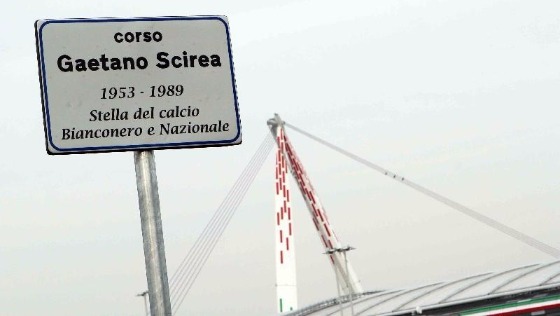 corso
Gaetano Scirea
1953 - 1989
Stella del calcio
Bianconero e Nazionale